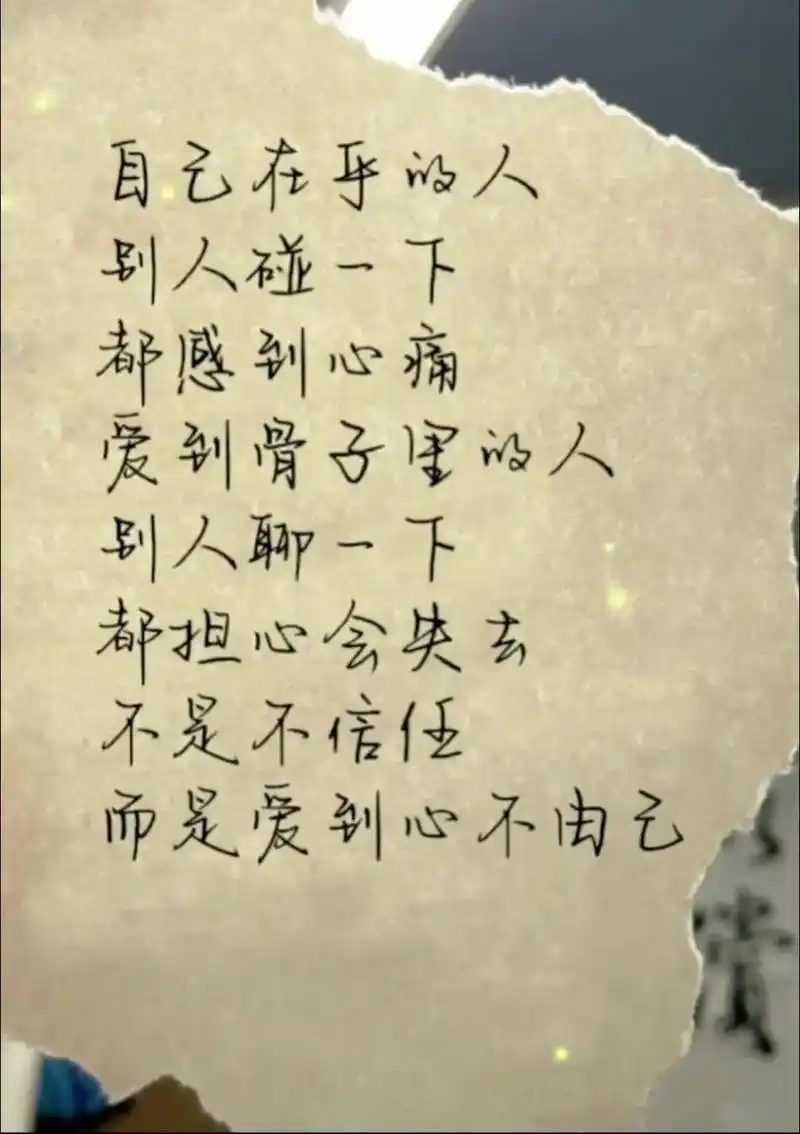 自己在乎的人
别人碰一下
都感到心痛
爱到骨子里的人
别人聊一下
都担心会失去
不是不信任
而是爱到心不由己
赏